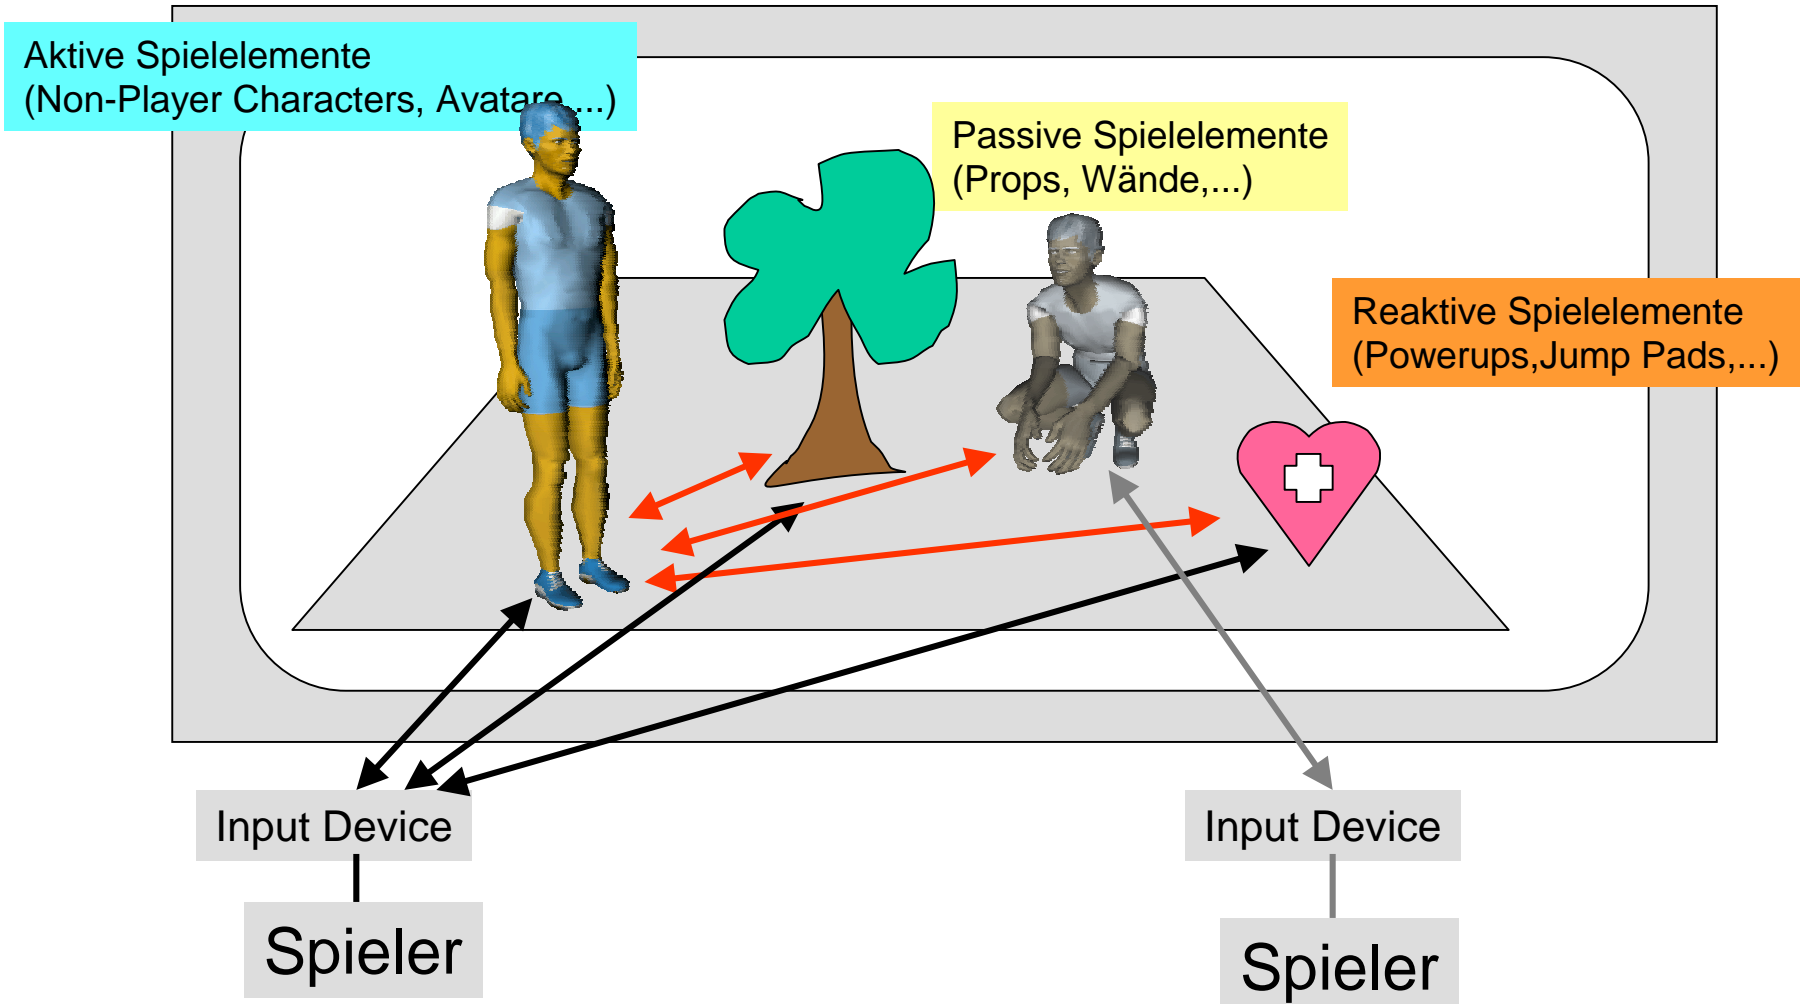 Aktive Spielelemente
(Non-Player Characters, Avatare,...)
Passive Spielelemente
(Props, Wände,...)
Reaktive Spielelemente
(Powerups,Jump Pads,...)
Input Device
Input Device
Spieler
Spieler